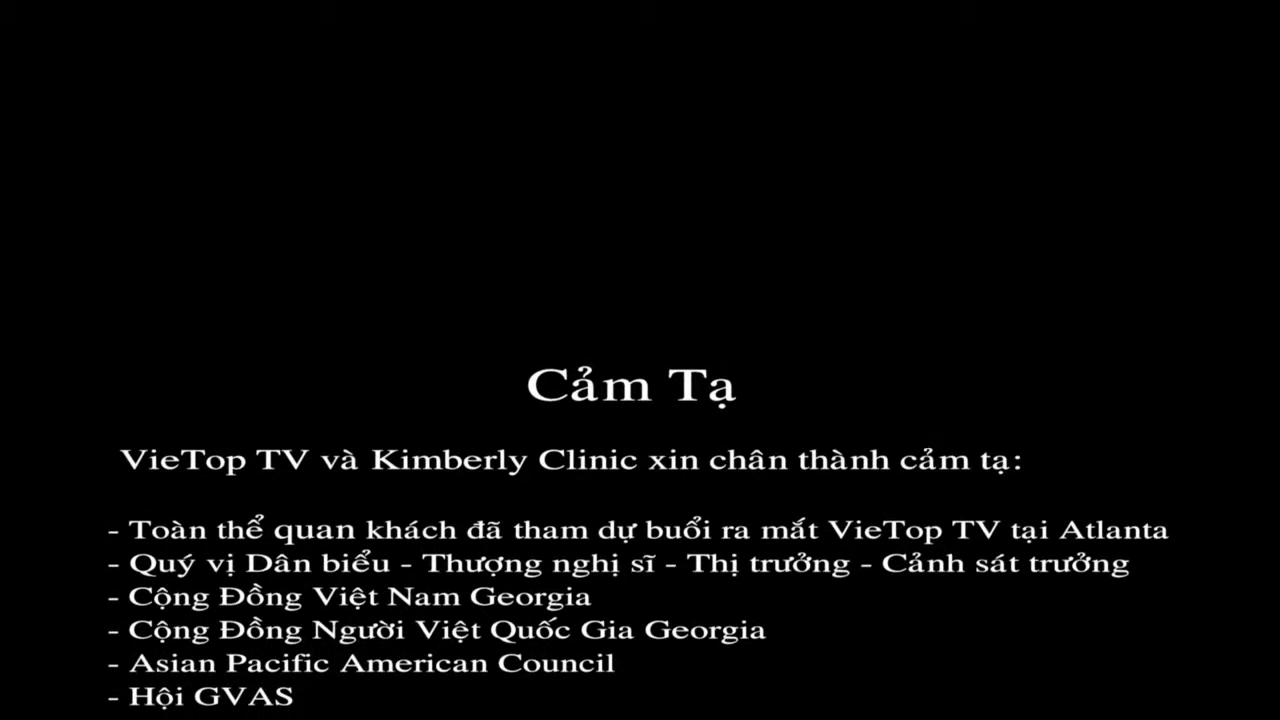 Cảm Tạ
VieTop TV và Kimberly Clinic xin chân thành cảm tạ:
- Toàn thể quan khách đã tham dự buổi ra mắt VieTop TV tại Atlanta
- Quý vị Dân biểu - Thượng nghị sĩ - Thị trưởng - Cảnh sát trưởng
- Cộng Đồng Việt Nam Georgia
- Cộng Đồng Người Việt Quốc Gia Georgia
- Asian Pacific American Council
- Hội GVAS